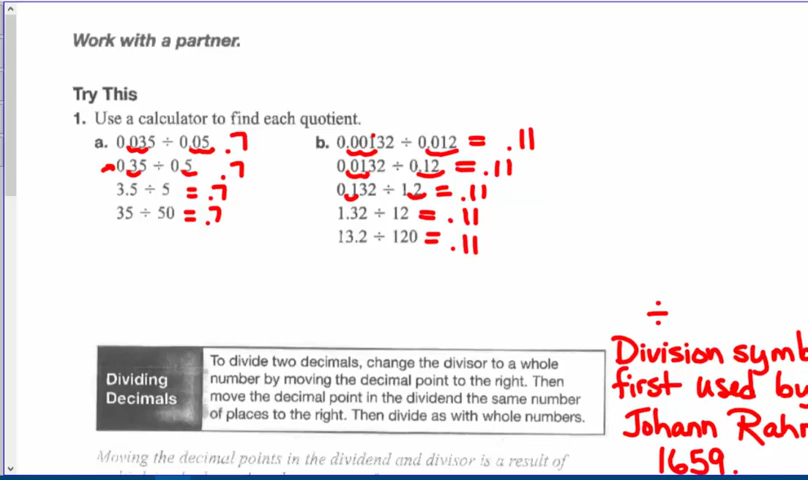 Work with a partner.
Try This
1. Use a calculator to find each quotient.
a. 0.035 ÷ 0.05 .7
0.35 ÷ 0.5 .7
3.5 ÷ 5 = .7
35 ÷ 50 = .7
b. 0.00132 ÷ 0.012 = .11
0.0132 ÷ 0.12 = .11
0.132 ÷ 1.2 = .11
1.32 ÷ 12 = .11
13.2 ÷ 120 = .11
Dividing
Decimals
To divide two decimals, change the divisor to a whole
number by moving the decimal point to the right. Then
move the decimal point in the dividend the same number
of places to the right. Then divide as with whole numbers.
Moving the decimal points in the dividend and divisor is a result of
÷
Division symb
first used by
Johann Rah
1659.